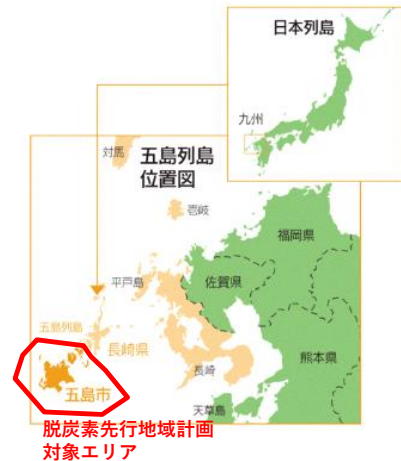 日本列島
九州
五島列島
位置図
対馬
壱岐
福岡県
平戸島
佐賀県
五島列島
長崎県
長崎
熊本県
五島市
天草島
脱炭素先行地域計画
対象エリア